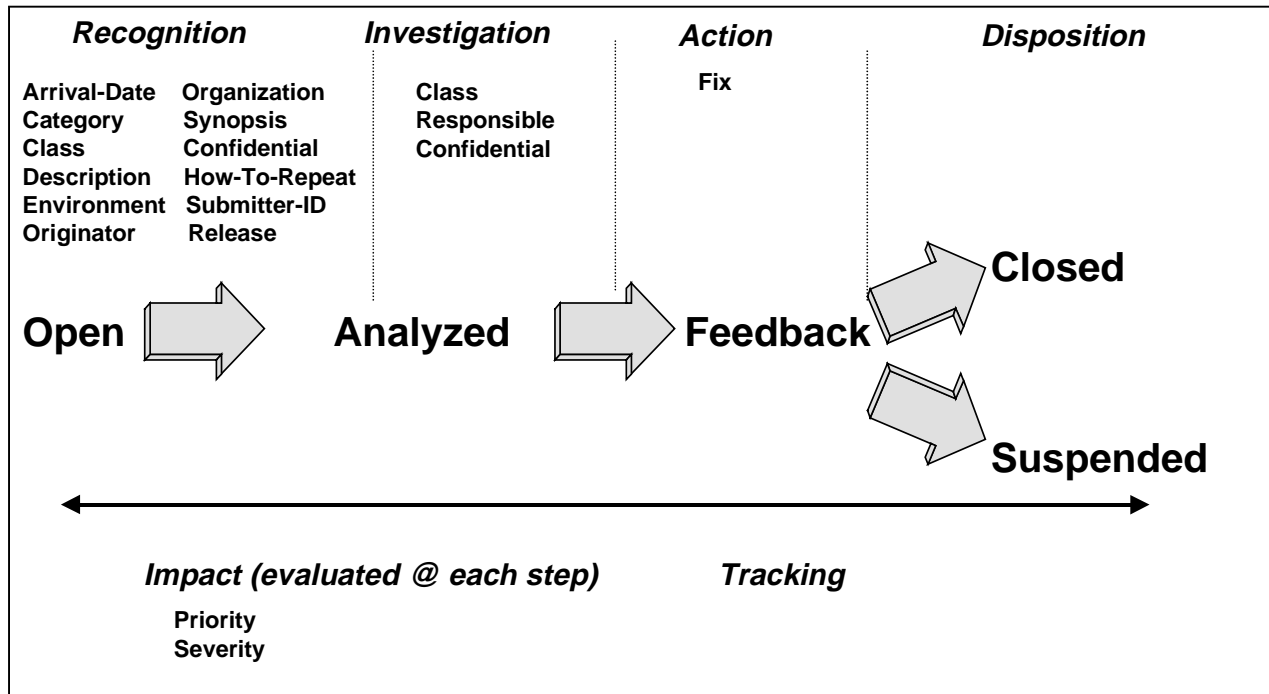 Recognition Investigation Action Disposition
Arrival-Date Organization Class Fix
Category Synopsis Responsible
Class Confidential Confidential
Description How-To-Repeat
Environment Submitter-ID
Originator Release
Closed
Open Analyzed Feedback
Suspended
Impact (evaluated @ each step) Tracking
Priority
Severity